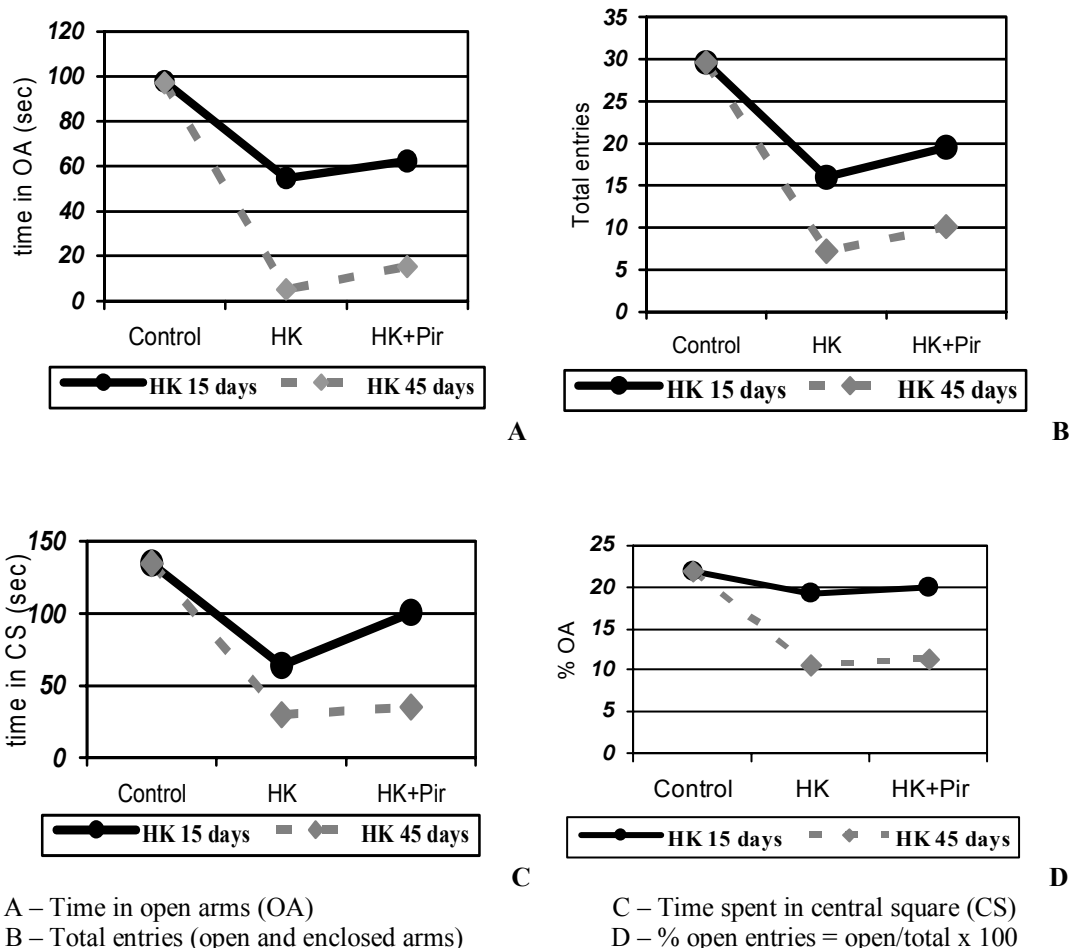 time in OA (sec)
120
100
80
60
40
20
0
Control HK HK+Pir
HK 15 days HK 45 days
A
Total entries
35
30
25
20
15
10
5
0
Control HK HK+Pir
HK 15 days HK 45 days
B
time in CS (sec)
150
100
50
0
Control HK HK+Pir
HK 15 days HK 45 days
C
% OA
25
20
15
10
5
0
Control HK HK+Pir
HK 15 days HK 45 days
D
A – Time in open arms (OA)
B – Total entries (open and enclosed arms)
C – Time spent in central square (CS)
D – % open entries = open/total x 100